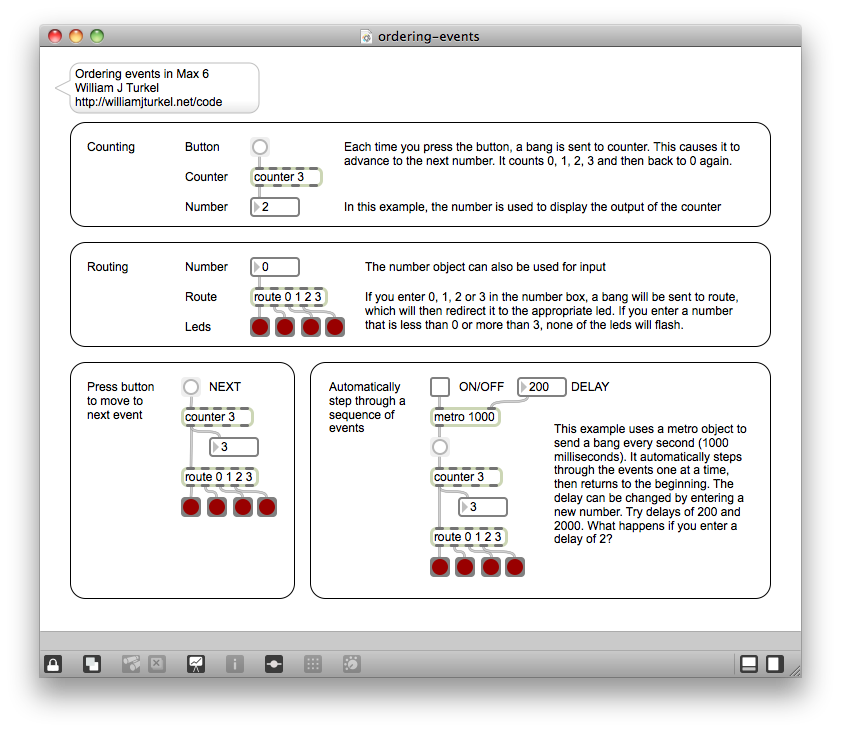 ordering-events
Ordering events in Max 6
William J Turkel
http://williamjturkel.net/code
Counting
Button
Each time you press the button, a bang is sent to counter. This causes it to
advance to the next number. It counts 0, 1, 2, 3 and then back to 0 again.
Counter
counter 3
Number
2
In this example, the number is used to display the output of the counter
Routing
Number
0
The number object can also be used for input
Route
route 0 1 2 3
If you enter 0, 1, 2 or 3 in the number box, a bang will be sent to route,
which will then redirect it to the appropriate led. If you enter a number
that is less than 0 or more than 3, none of the leds will flash.
Leds
Press button
to move to
next event
NEXT
counter 3
3
route 0 1 2 3
Automatically
step through a
sequence of
events
ON/OFF
200
DELAY
metro 1000
counter 3
3
route 0 1 2 3
This example uses a metro object to
send a bang every second (1000
milliseconds). It automatically steps
through the events one at a time,
then returns to the beginning. The
delay can be changed by entering a
new number. Try delays of 200 and
2000. What happens if you enter a
delay of 2?